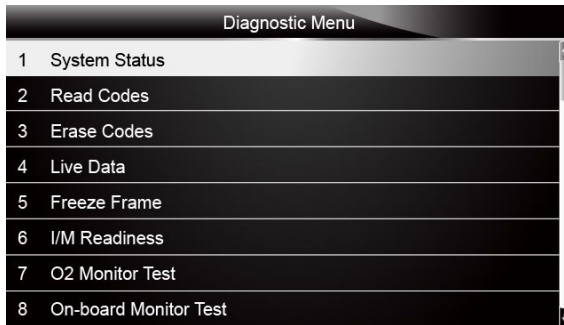 Diagnostic Menu
1 System Status
2 Read Codes
3 Erase Codes
4 Live Data
5 Freeze Frame
6 I/M Readiness
7 O2 Monitor Test
8 On-board Monitor Test